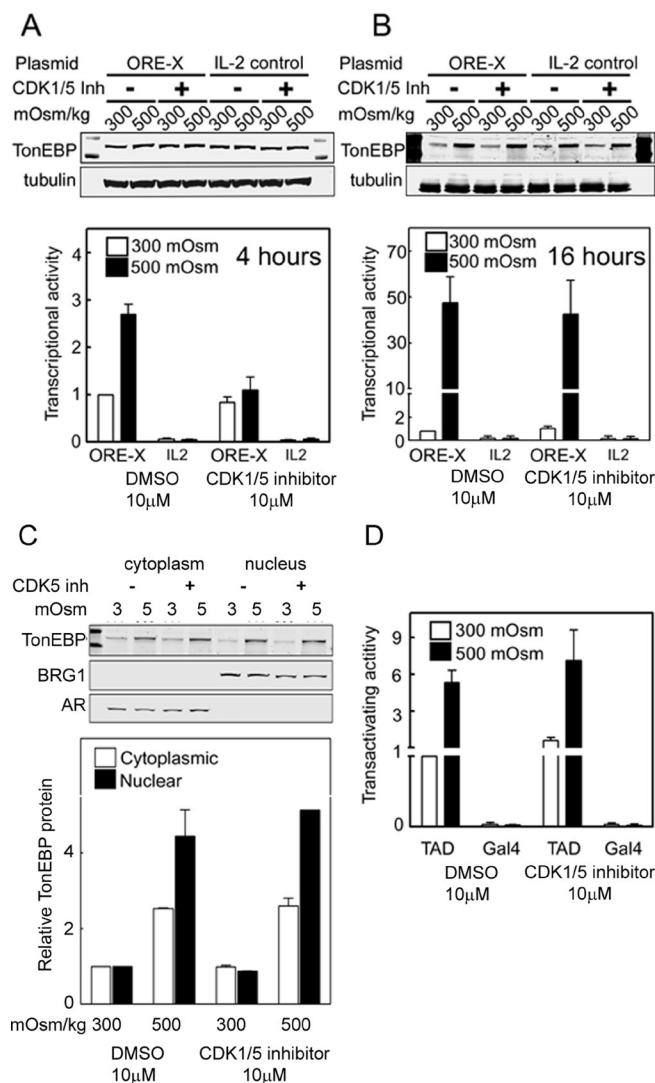 A
Plasmid ORE-X IL-2 control
CDK1/5 Inh - + - +
mOsm/kg 300 500 300 500 300 500 300 500
TonEBP
tubulin
Transcriptional activity
300 mOsm
500 mOsm
4 hours
4
3
2
1
0
ORE-X IL2 ORE-X IL2
DMSO CDK1/5 inhibitor
10µM 10µM
B
Plasmid ORE-X IL-2 control
CDK1/5 Inh - + - +
mOsm/kg 300 500 300 500 300 500 300 500
TonEBP
tubulin
Transcriptional activity
300 mOsm
500 mOsm
16 hours
70
50
30
10
2
0
ORE-X IL2 ORE-X IL2
DMSO CDK1/5 inhibitor
10µM 10µM
C
cytoplasm nucleus
CDK5 inh - + - +
mOsm 3 5 3 5 3 5 3 5
TonEBP
BRG1
AR
Relative TonEBP protein
Cytoplasmic
Nuclear
4
2
0
mOsm/kg 300 500 300 500
DMSO CDK1/5 inhibitor
10µM 10µM
D
Transactivating actitivy
300 mOsm
500 mOsm
9
6
3
1
0
TAD Gal4 TAD Gal4
DMSO CDK1/5 inhibitor
10µM 10µM